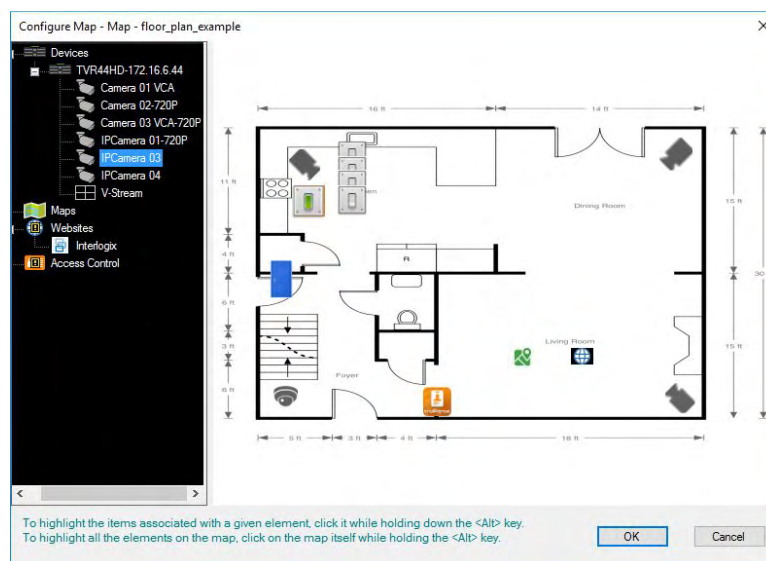 Configure Map - Map - floor_plan_example
Devices
TVR44HD-172.16.6.44
Camera 01 VCA
Camera 02-720P
Camera 03 VCA-720P
IPCamera 01-720P
IPCamera 03
IPCamera 04
V-Stream
Maps
Websites
Interlogix
Access Control
16 ft
14 ft
11 ft
15 ft
Dining Room
4 ft
R
30
6 ft
3 ft
Living Room
15 ft
Foyer
6 ft
5 ft
3 ft
4 ft
18 ft
To highlight the items associated with a given element, click it while holding down the <Alt> key.
To highlight all the elements on the map, click on the map itself while holding the <Alt> key.
OK
Cancel